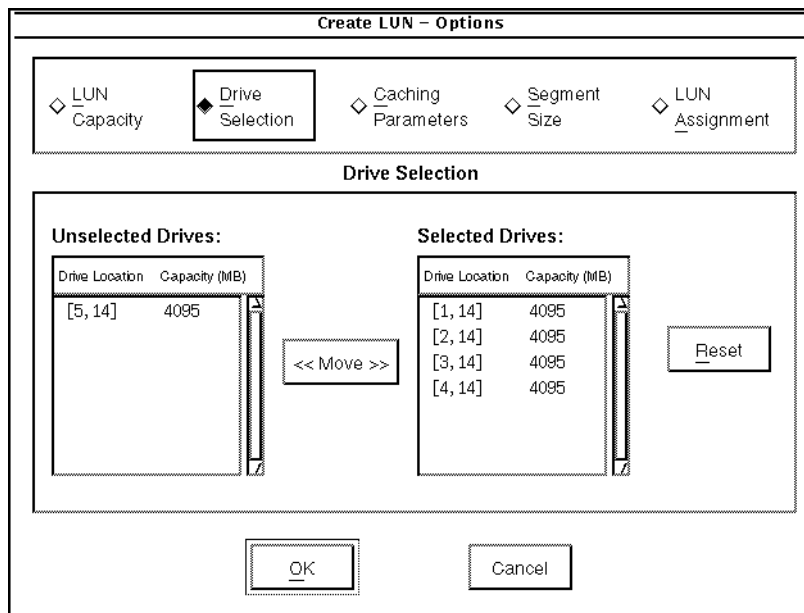 Create LUN – Options
LUN Capacity
Drive Selection
Caching Parameters
Segment Size
LUN Assignment
Drive Selection
Unselected Drives:
Drive Location Capacity (MB)
[5, 14] 4095
<< Move >>
Selected Drives:
Drive Location Capacity (MB)
[1, 14] 4095
[2, 14] 4095
[3, 14] 4095
[4, 14] 4095
Reset
OK
Cancel